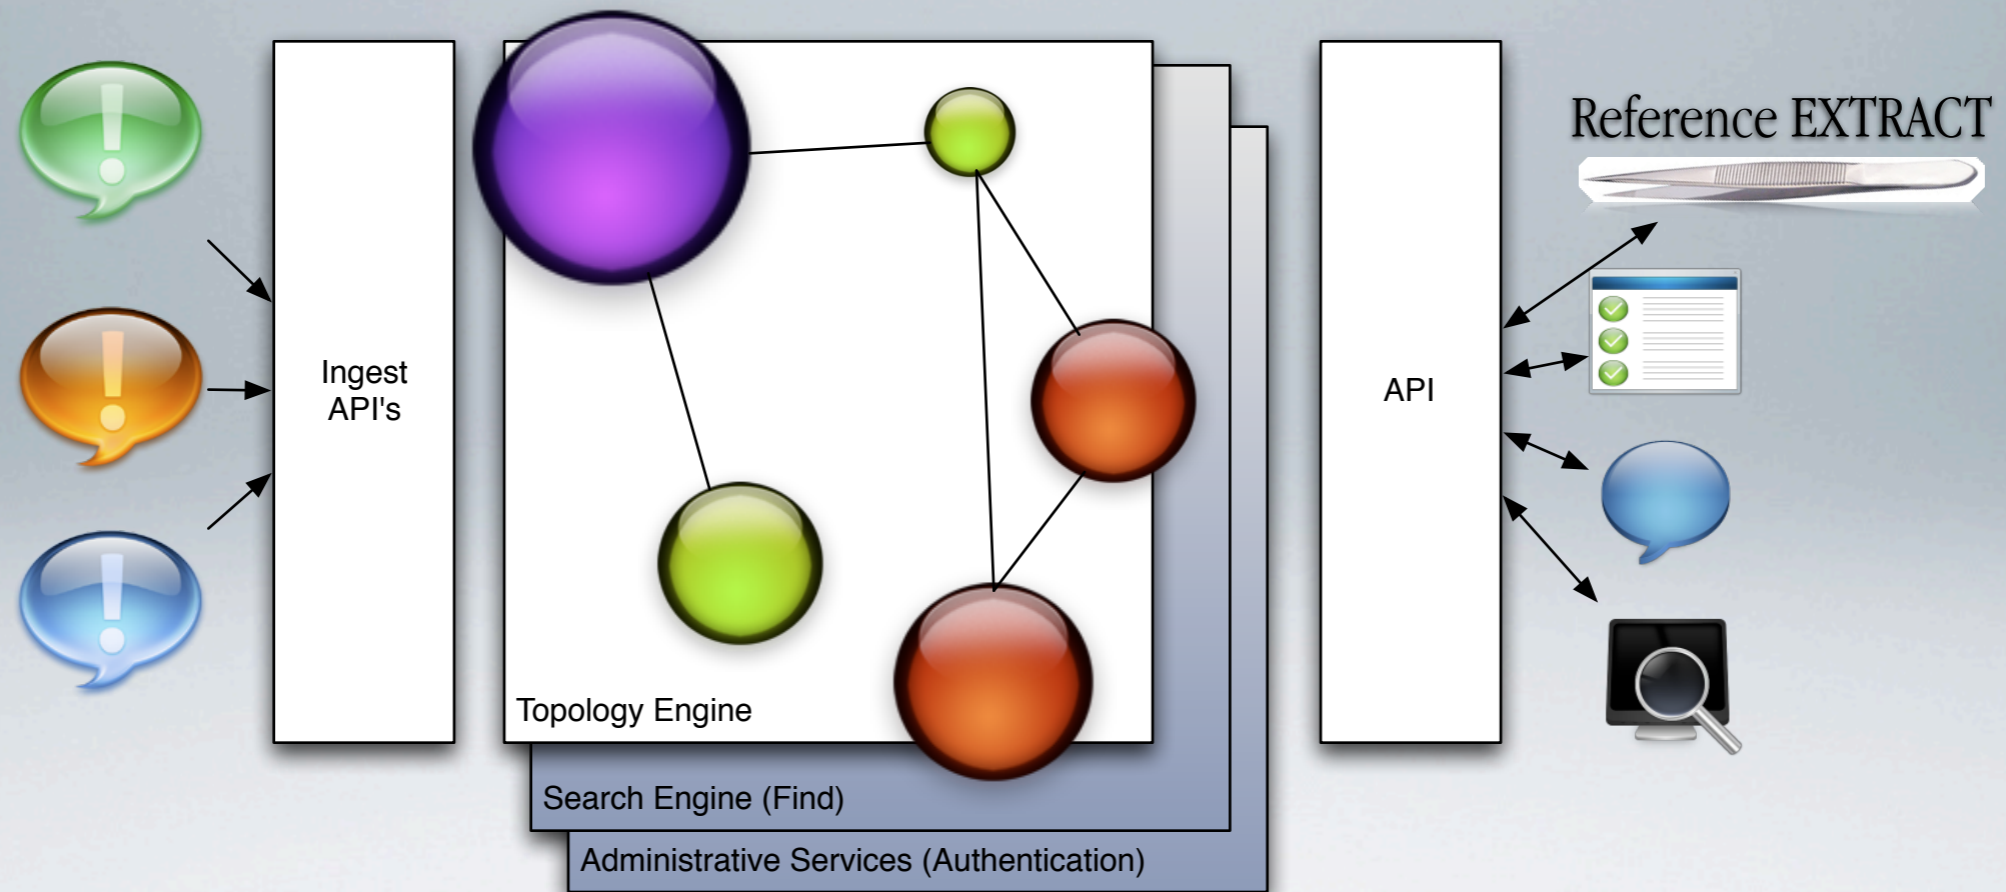 Reference EXTRACT
Ingest
API's
API
Topology Engine
Search Engine (Find)
Administrative Services (Authentication)